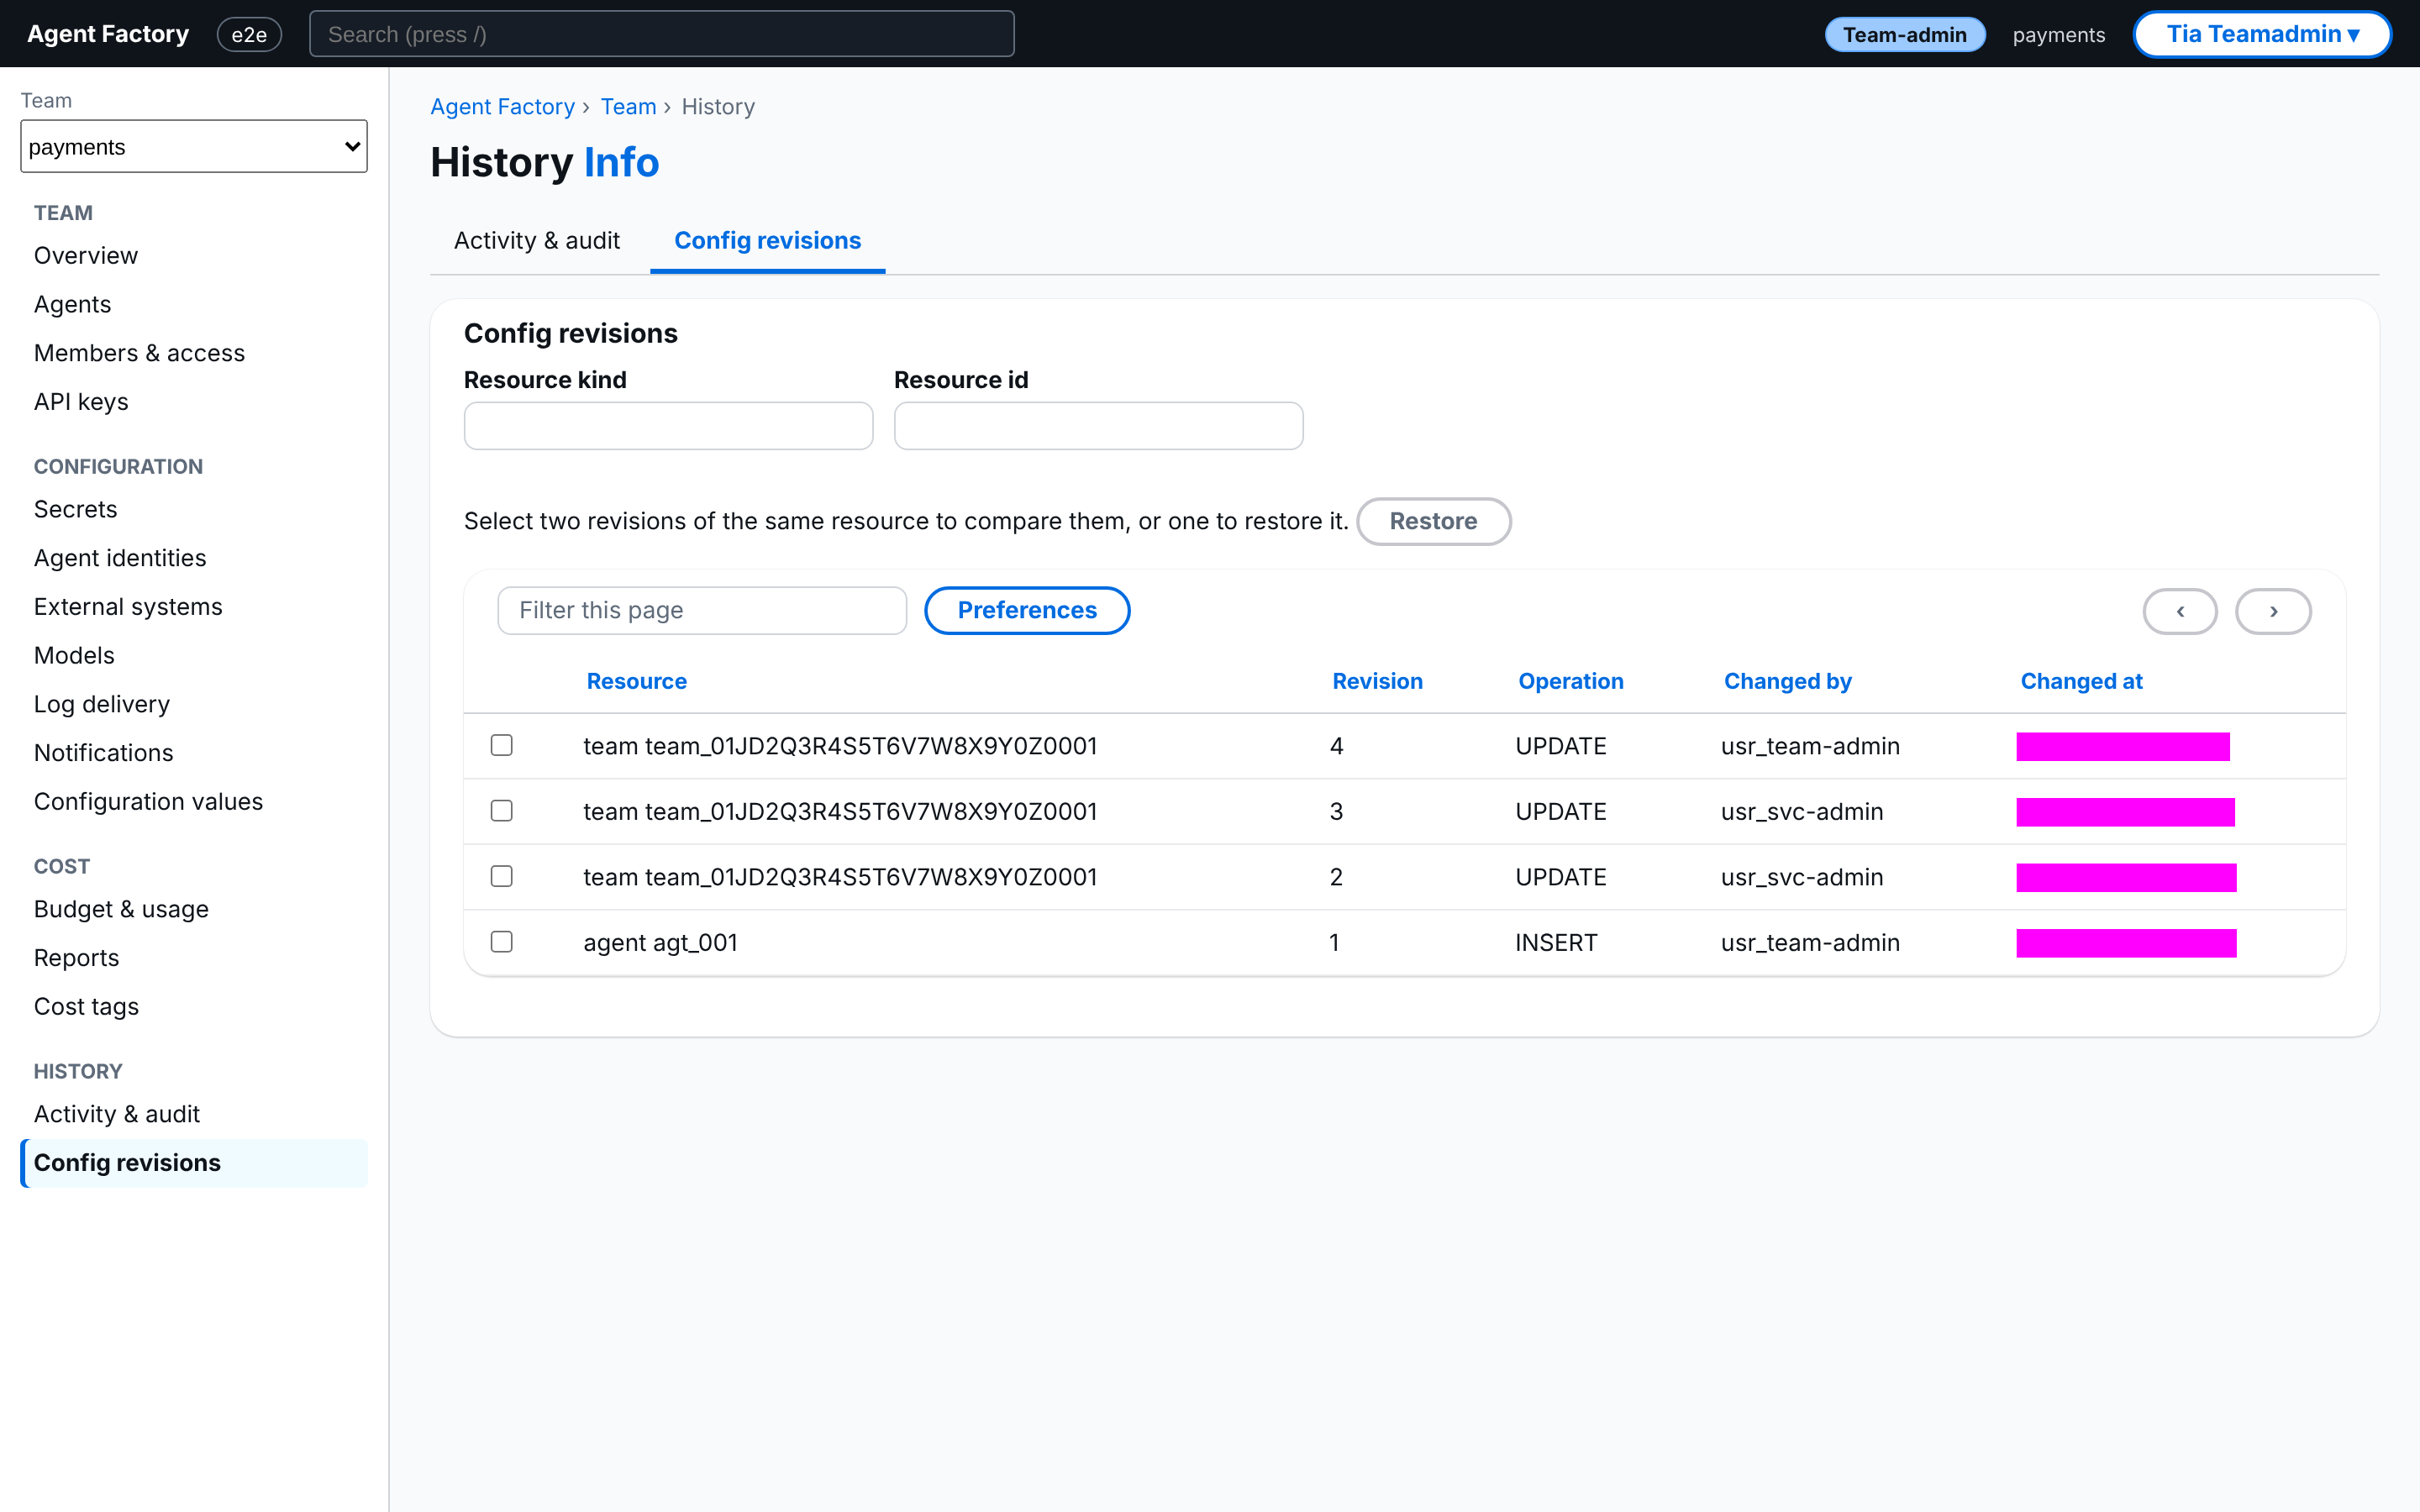 Agent Factory e2e Search (press /) Team-admin payments Tia Teamadmin ▾
Team
payments
TEAM
Overview
Agents
Members & access
API keys
CONFIGURATION
Secrets
Agent identities
External systems
Models
Log delivery
Notifications
Configuration values
COST
Budget & usage
Reports
Cost tags
HISTORY
Activity & audit
Config revisions
Agent Factory › Team › History
History Info
Activity & audit Config revisions
Config revisions
Resource kind Resource id
Select two revisions of the same resource to compare them, or one to restore it. Restore
Filter this page Preferences ‹ ›
Resource Revision Operation Changed by Changed at
team team_01JD2Q3R4S5T6V7W8X9Y0Z0001 4 UPDATE usr_team-admin
team team_01JD2Q3R4S5T6V7W8X9Y0Z0001 3 UPDATE usr_svc-admin
team team_01JD2Q3R4S5T6V7W8X9Y0Z0001 2 UPDATE usr_svc-admin
agent agt_001 1 INSERT usr_team-admin